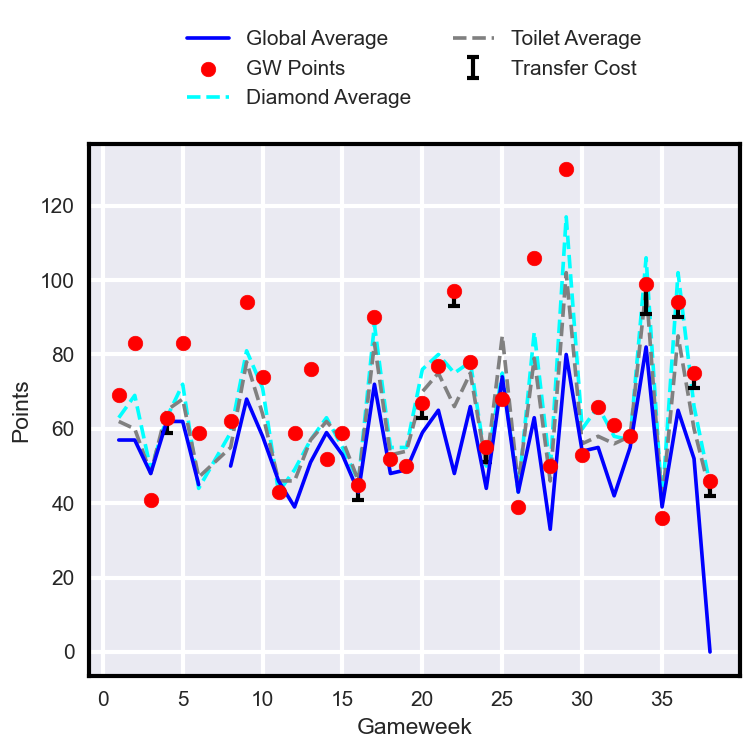 Global Average
GW Points
Diamond Average
Toilet Average
Transfer Cost
120
100
80
60
40
20
0
Points
0 5 10 15 20 25 30 35
Gameweek